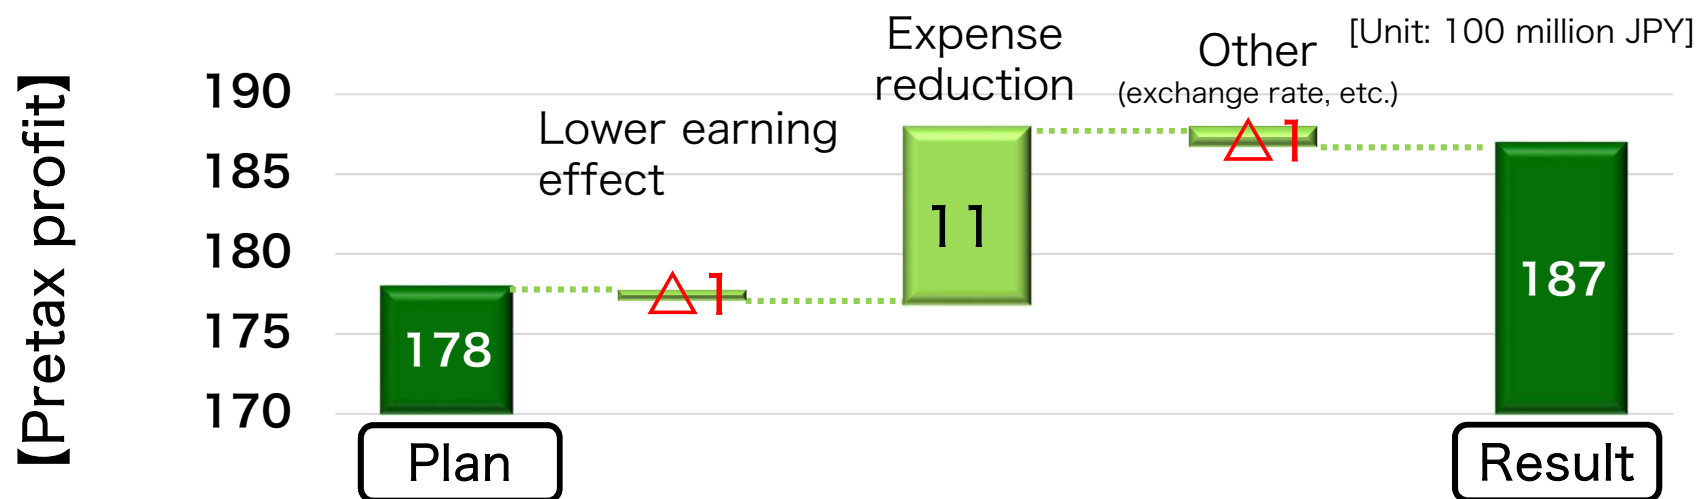 [Unit: 100 million JPY]
【Pretax profit】
190
185
180
175
170
Lower earning
effect
Expense
reduction
Other
(exchange rate, etc.)
178
△1
11
△1
187
Plan
Result